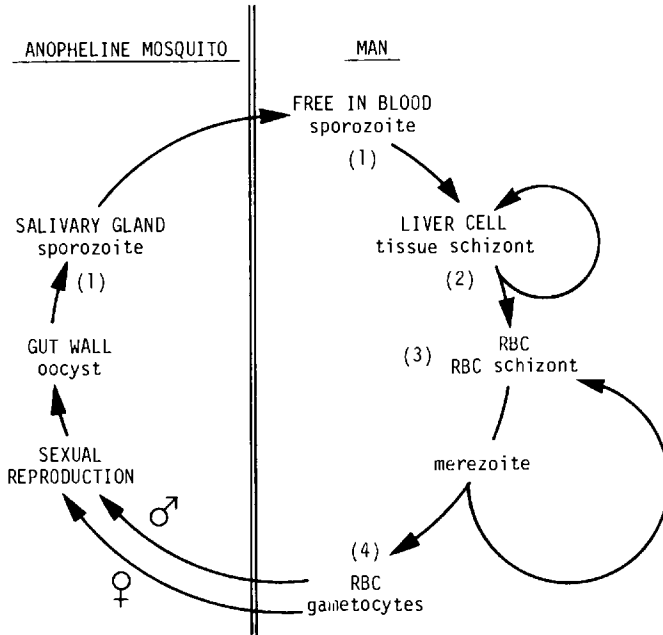 ANOPHELINE MOSQUITO
MAN
FREE IN BLOOD
sporozoite
(1)
SALIVARY GLAND
sporozoite
(1)
LIVER CELL
tissue schizont
(2)
GUT WALL
oocyst
(3)
RBC
RBC schizont
SEXUAL
REPRODUCTION
merezoite
♂
♀
(4)
RBC
gametocytes